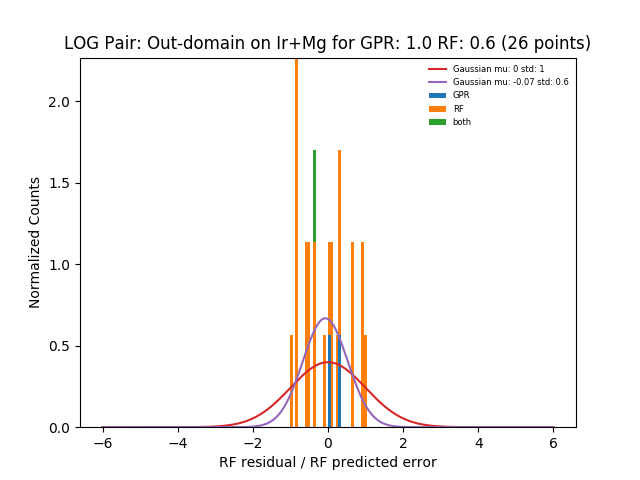 LOG Pair: Out-domain on Ir+Mg for GPR: 1.0 RF: 0.6 (26 points)
Gaussian mu: 0 std: 1
Gaussian mu: -0.07 std: 0.6
GPR
RF
both
2.0
1.5
1.0
0.5
0.0
Normalized Counts
−6 −4 −2 0 2 4 6
RF residual / RF predicted error